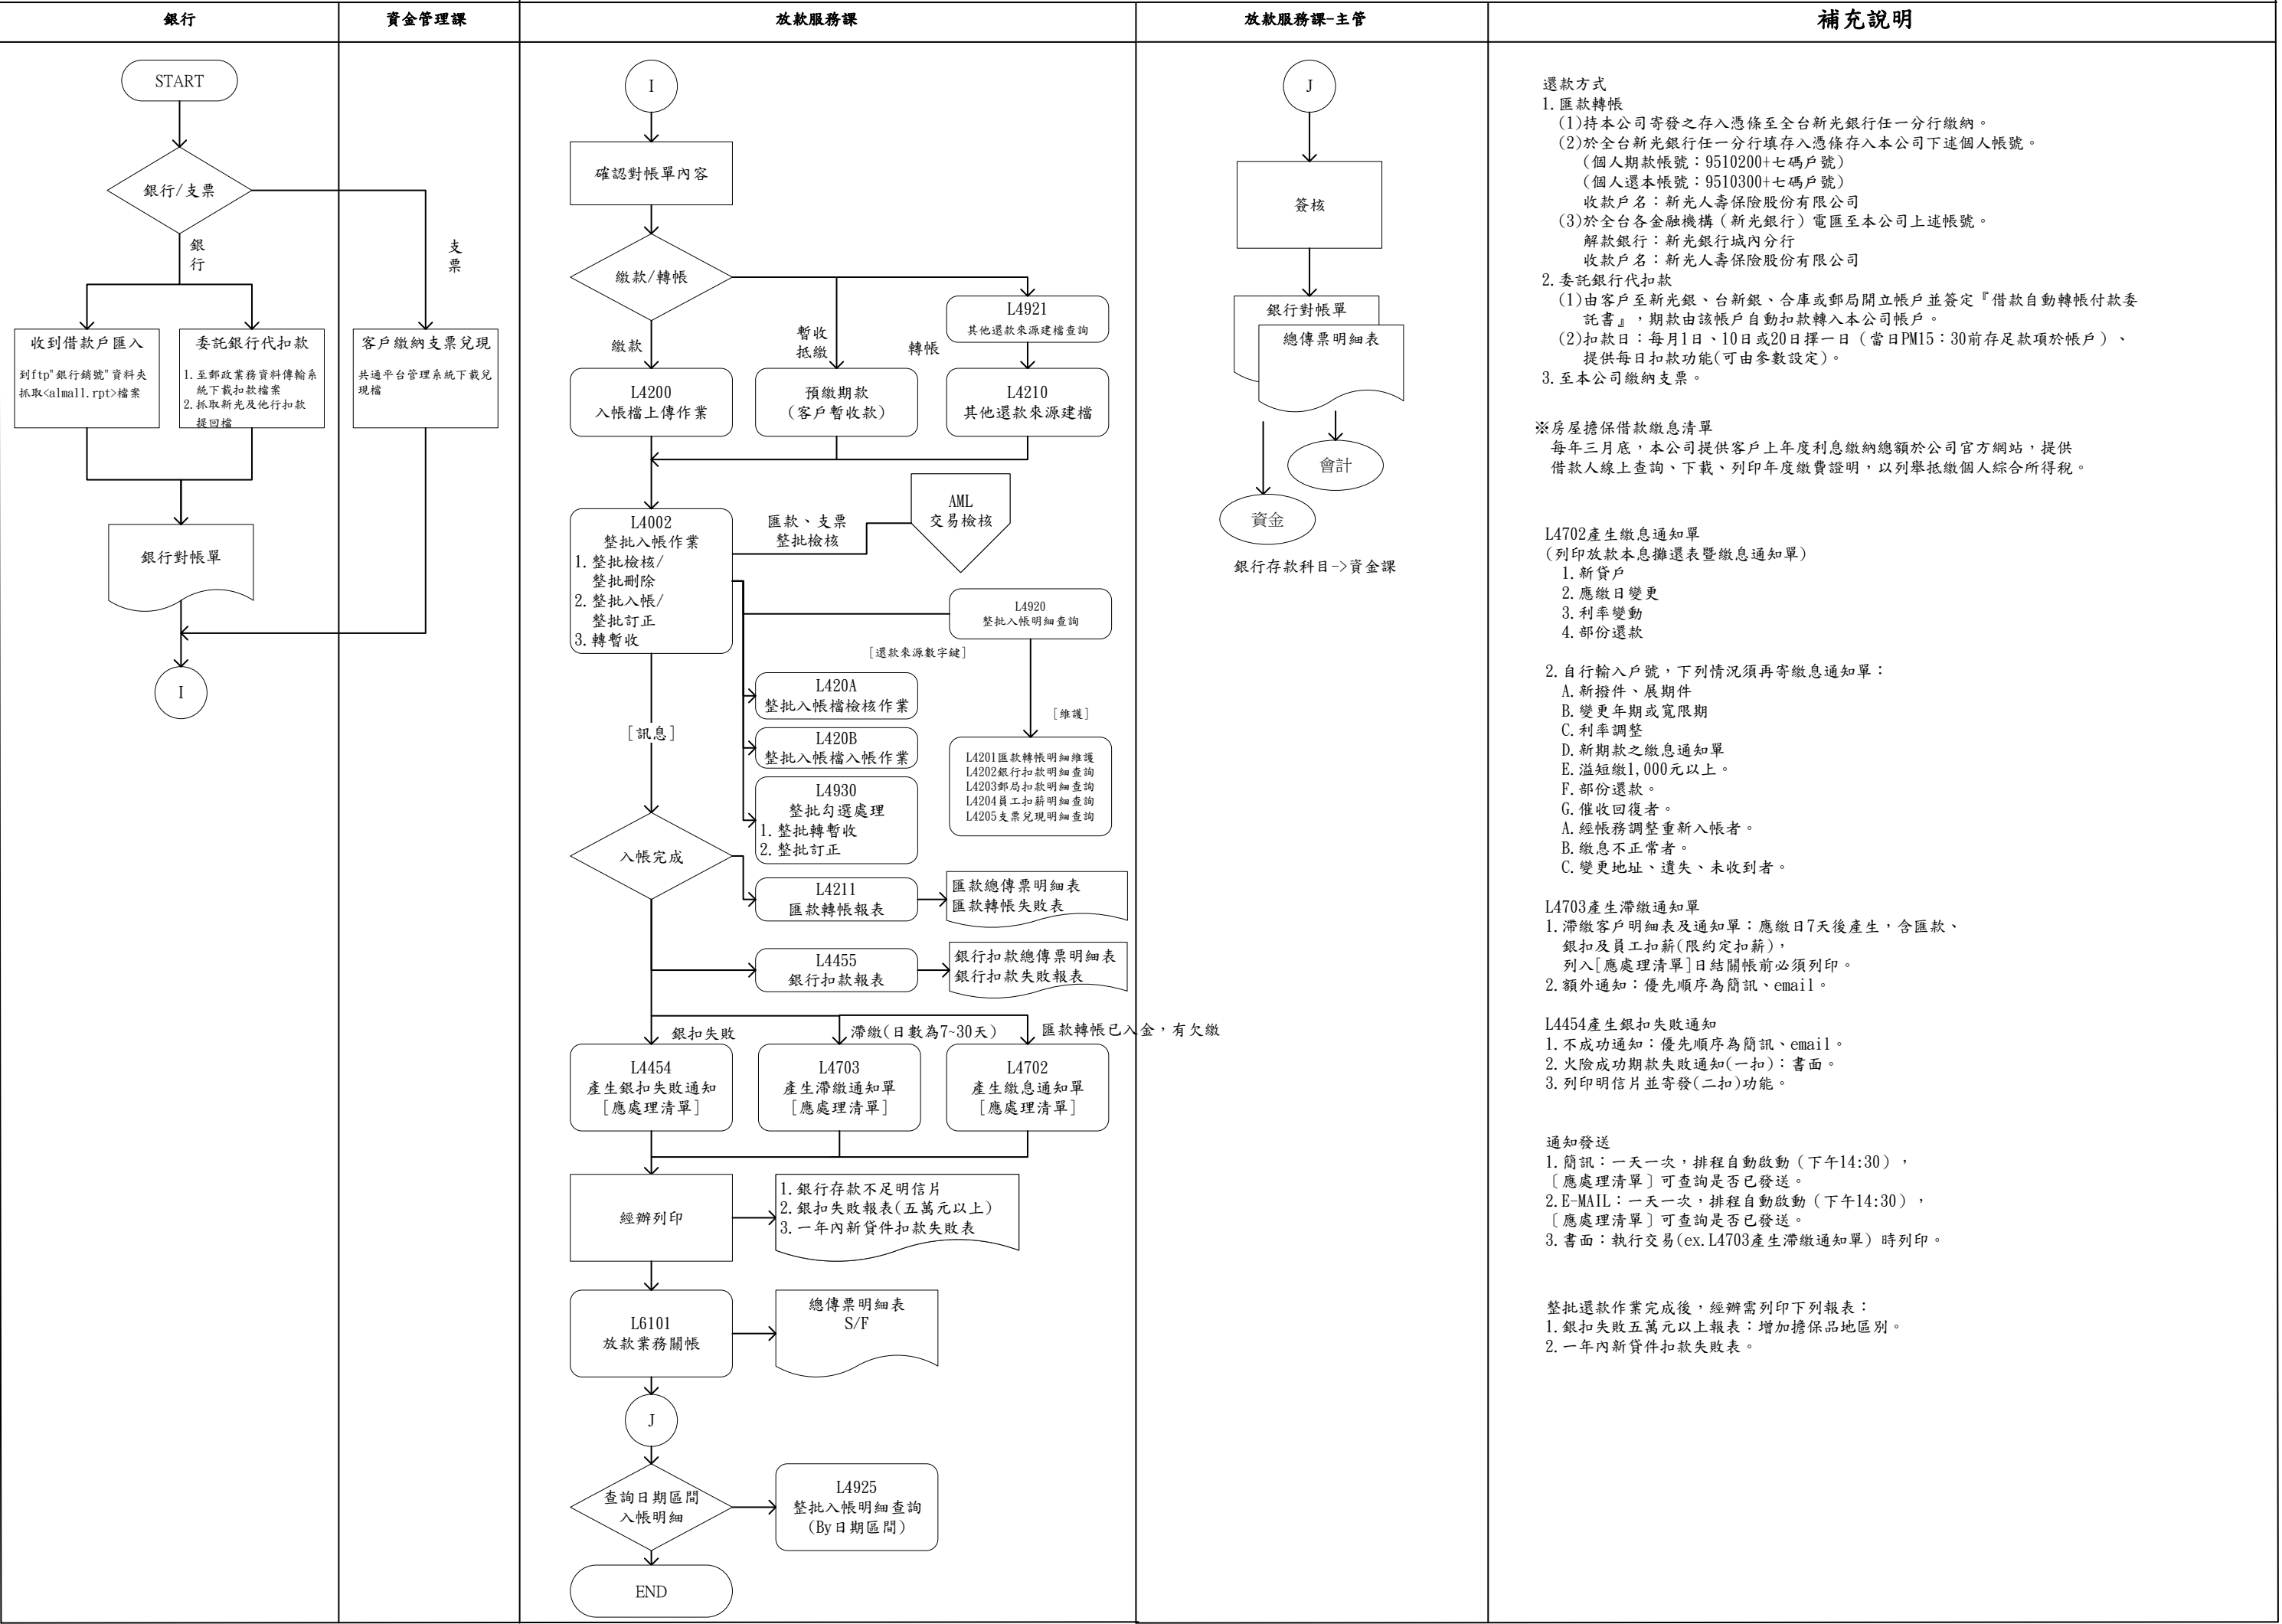 銀行
資金管理課
放款服務課
放款服務課-主管
補充說明
START
銀行/支票
銀
行
支
票
收到借款戶匯入
到ftp"銀行銷號"資料夾
抓取<almall.rpt>檔案
委託銀行代扣款
1.至郵政業務資料傳輸系
統下載扣款檔案
2.抓取新光及他行扣款
提回檔
客戶繳納支票兌現
共通平台管理系統下載兌
現檔
銀行對帳單
I
I
確認對帳單內容
繳款/轉帳
繳款
暫收
抵繳
轉帳
L4921
其他還款來源建檔查詢
L4200
入帳檔上傳作業
預繳期款
(客戶暫收款)
L4210
其他還款來源建檔
L4002
整批入帳作業
1.整批檢核/
整批刪除
2.整批入帳/
整批訂正
3.轉暫收
匯款、支票
整批檢核
AML
交易檢核
L4920
整批入帳明細查詢
[還款來源數字鍵]
L420A
整批入帳檔檢核作業
[維護]
[訊息]
L420B
整批入帳檔入帳作業
L4201匯款轉帳明細維護
L4202銀行扣款明細查詢
L4203郵局扣款明細查詢
L4204員工扣薪明細查詢
L4205支票兌現明細查詢
L4930
整批勾選處理
1.整批轉暫收
2.整批訂正
入帳完成
L4211
匯款轉帳報表
匯款總傳票明細表
匯款轉帳失敗表
L4455
銀行扣款報表
銀行扣款總傳票明細表
銀行扣款失敗報表
銀扣失敗
滯繳(日數為7~30天)
匯款轉帳已入金，有欠繳
L4454
產生銀扣失敗通知
[應處理清單]
L4703
產生滯繳通知單
[應處理清單]
L4702
產生繳息通知單
[應處理清單]
經辦列印
1.銀行存款不足明信片
2.銀扣失敗報表(五萬元以上)
3.一年內新貸件扣款失敗表
L6101
放款業務關帳
總傳票明細表
S/F
J
查詢日期區間
入帳明細
L4925
整批入帳明細查詢
(By日期區間)
END
J
簽核
銀行對帳單
總傳票明細表
會計
資金
銀行存款科目->資金課
還款方式
1.匯款轉帳
(1)持本公司寄發之存入憑條至全台新光銀行任一分行繳納。
(2)於全台新光銀行任一分行填存入憑條存入本公司下述個人帳號。
(個人期款帳號：9510200+七碼戶號)
(個人還本帳號：9510300+七碼戶號)
收款戶名：新光人壽保險股份有限公司
(3)於全台各金融機構（新光銀行）電匯至本公司上述帳號。
解款銀行：新光銀行城內分行
收款戶名：新光人壽保險股份有限公司
2.委託銀行代扣款
(1)由客戶至新光銀、台新銀、合庫或郵局開立帳戶並簽定『借款自動轉帳付款委
託書』，期款由該帳戶自動扣款轉入本公司帳戶。
(2)扣款日：每月1日、10日或20日擇一日（當日PM15：30前存足款項於帳戶）、
提供每日扣款功能(可由參數設定)。
3.至本公司繳納支票。
※房屋擔保借款繳息清單
每年三月底，本公司提供客戶上年度利息繳納總額於公司官方網站，提供
借款人線上查詢、下載、列印年度繳費證明，以列舉抵繳個人綜合所得稅。
L4702產生繳息通知單
(列印放款本息攤還表暨繳息通知單)
1.新貸戶
2.應繳日變更
3.利率變動
4.部份還款
2.自行輸入戶號，下列情況須再寄繳息通知單：
A.新撥件、展期件
B.變更年期或寬限期
C.利率調整
D.新期款之繳息通知單
E.溢短繳1,000元以上。
F.部份還款。
G.催收回復者。
A.經帳務調整重新入帳者。
B.繳息不正常者。
C.變更地址、遺失、未收到者。
L4703產生滯繳通知單
1.滯繳客戶明細表及通知單：應繳日7天後產生，含匯款、
銀扣及員工扣薪(限約定扣薪)，
列入[應處理清單]日結關帳前必須列印。
2.額外通知：優先順序為簡訊、email。
L4454產生銀扣失敗通知
1.不成功通知：優先順序為簡訊、email。
2.火險成功期款失敗通知(一扣)：書面。
3.列印明信片並寄發(二扣)功能。
通知發送
1.簡訊：一天一次，排程自動啟動（下午14:30），
〔應處理清單〕可查詢是否已發送。
2.E-MAIL：一天一次，排程自動啟動（下午14:30），
〔應處理清單〕可查詢是否已發送。
3.書面：執行交易(ex.L4703產生滯繳通知單) 時列印。
整批還款作業完成後，經辦需列印下列報表：
1.銀扣失敗五萬元以上報表：增加擔保品地區別。
2.一年內新貸件扣款失敗表。